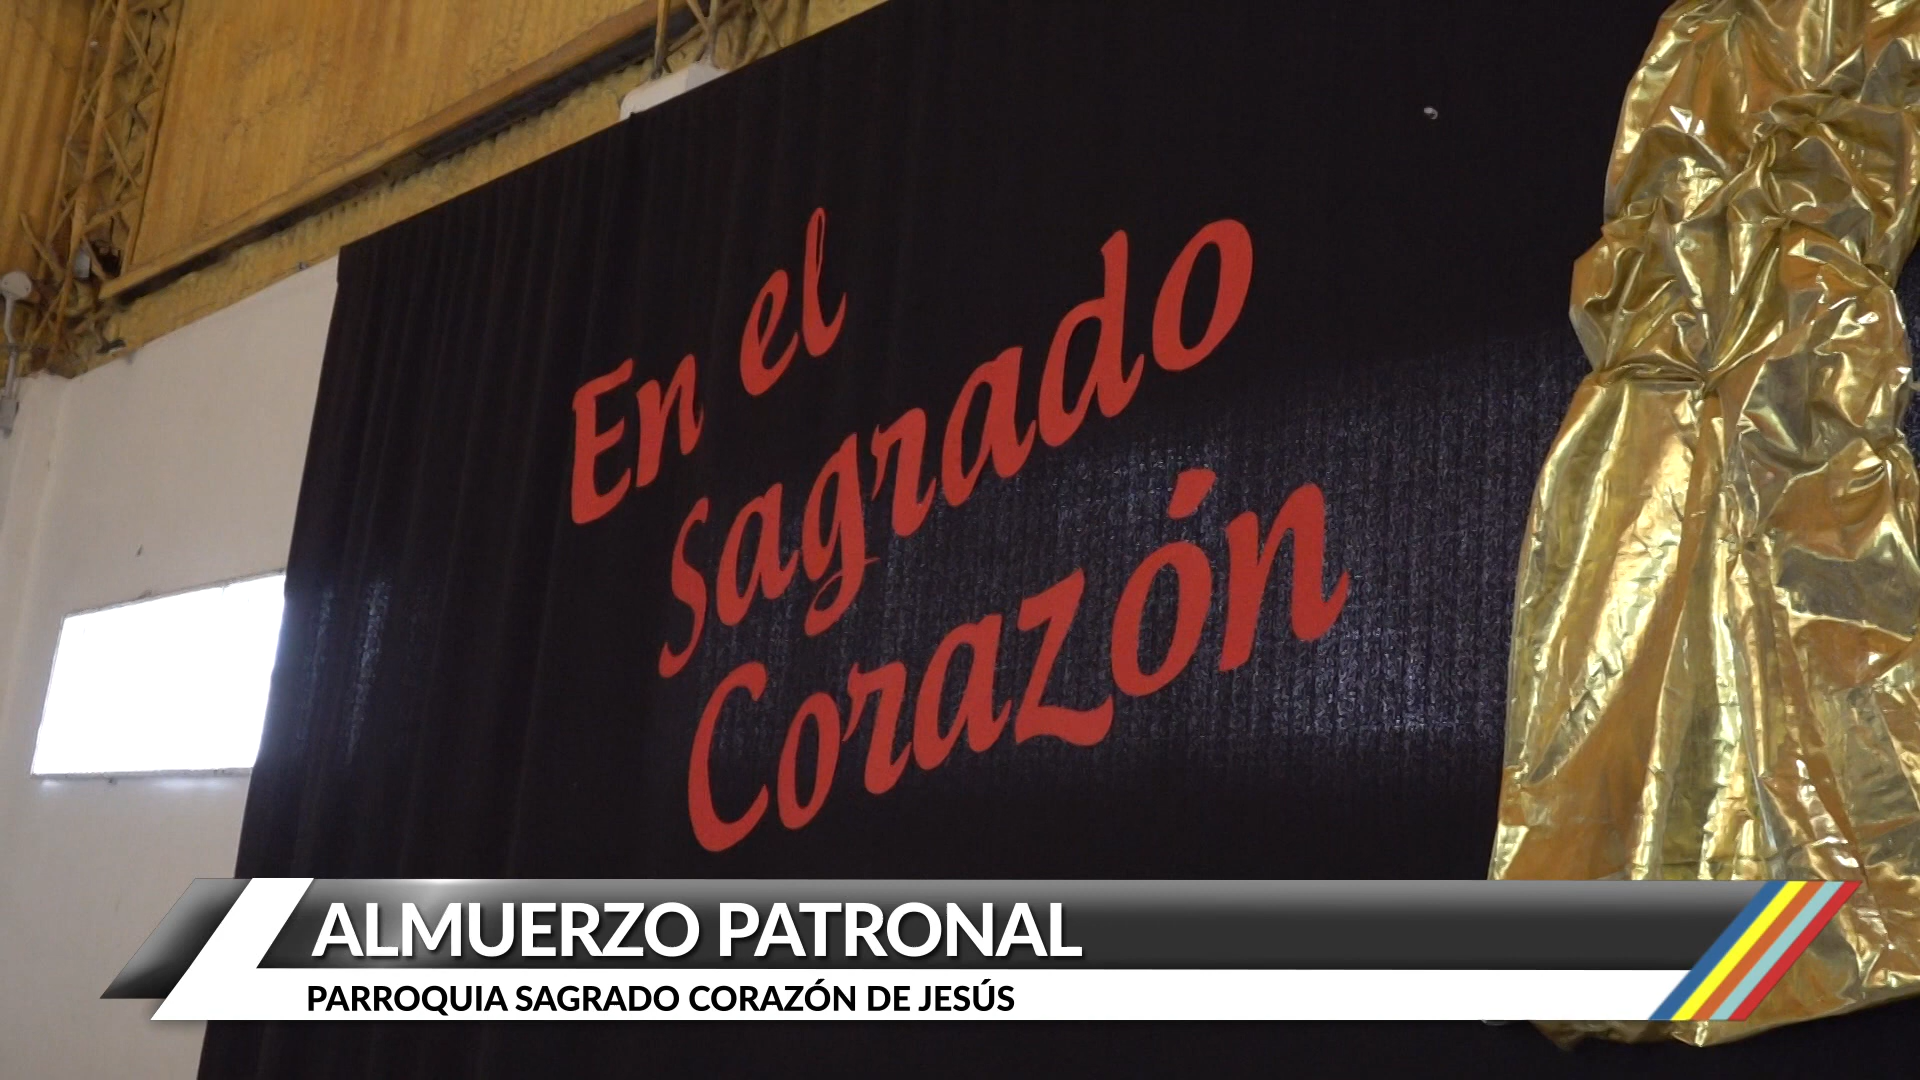 En el
Sagrado
Corazón
ALMUERZO PATRONAL
PARROQUIA SAGRADO CORAZÓN DE JESÚS